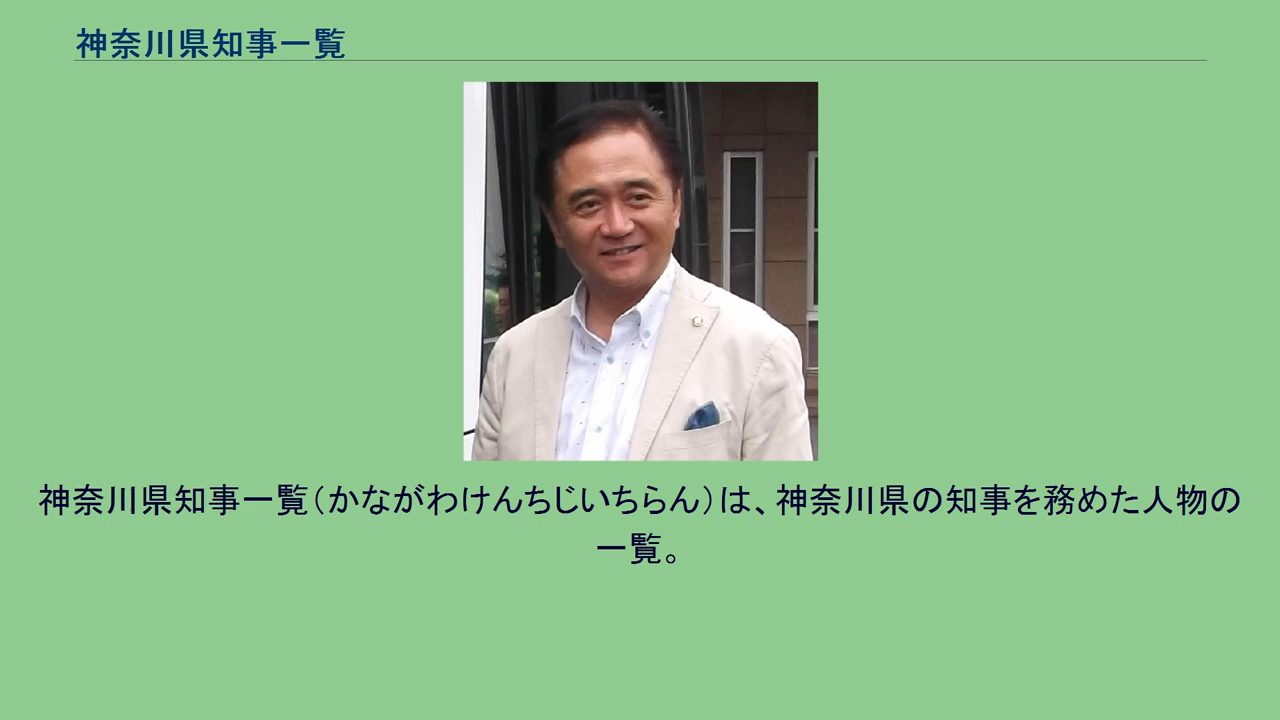 神奈川県知事一覧
神奈川県知事一覧（かながわけんちじいちらん）は、神奈川県の知事を務めた人物の
一覧。